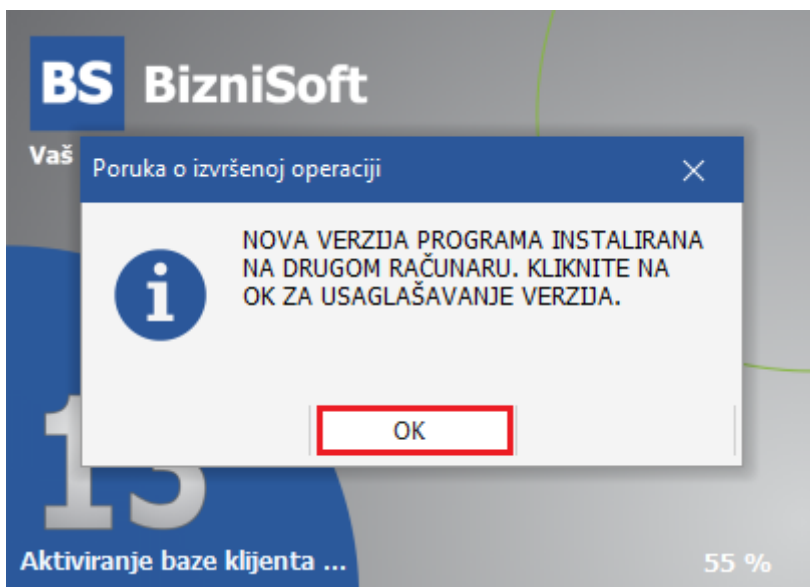 BS BizniSoft
Vaš
Poruka o izvršenoj operaciji
NOVA VERZIJA PROGRAMA INSTALIRANA
NA DRUGOM RAČUNARU. KLIKNITE NA
OK ZA USAGLAŠAVANJE VERZIJA.
OK
Aktiviranje baze klijenta ...
55 %